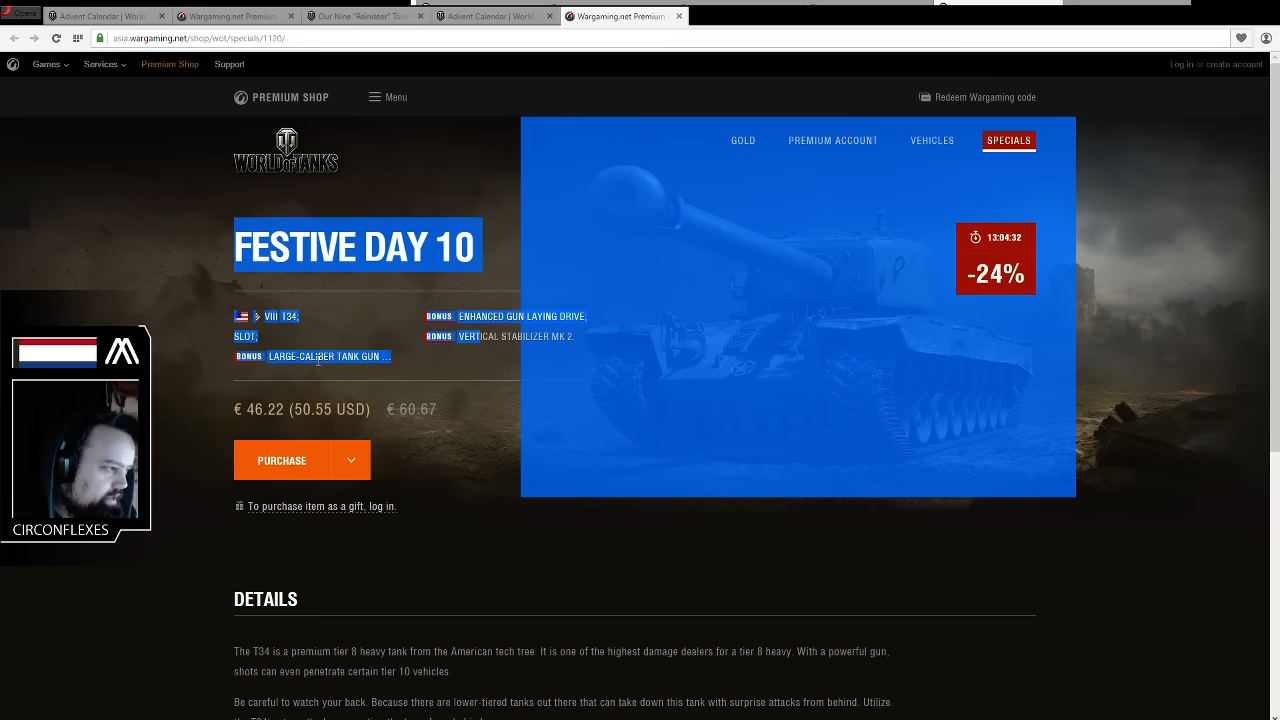 Opera
Advent Calendar | World
Wargaming.net Premium
Our Nine "Reindeer" Tan
Advent Calendar | World
Wargaming.net Premium
asia.wargaming.net/shop/wot/specials/1120/
Games
Services
Premium Shop
Support
Log in or create account
PREMIUM SHOP
Menu
Redeem Wargaming code
WORLD OF TANKS
GOLD
PREMIUM ACCOUNT
VEHICLES
SPECIALS
FESTIVE DAY 10
13:04:32
-24%
VIII T34,
SLOT,
BONUS LARGE-CALIBER TANK GUN ...
BONUS ENHANCED GUN LAYING DRIVE,
BONUS VERTICAL STABILIZER MK 2.
€ 46.22 (50.55 USD) € 60.67
PURCHASE
To purchase item as a gift, log in.
CIRCONFLEXES
DETAILS
The T34 is a premium tier 8 heavy tank from the American tech tree. It is one of the highest damage dealers for a tier 8 heavy. With a powerful gun,
shots can even penetrate certain tier 10 vehicles.
Be careful to watch your back. Because there are lower-tiered tanks out there that can take down this tank with surprise attacks from behind. Utilize